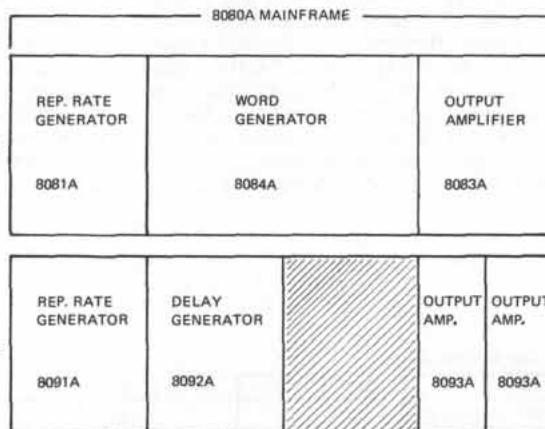 8080A MAINFRAME
REP. RATE
GENERATOR
8081A
WORD
GENERATOR
8084A
OUTPUT
AMPLIFIER
8083A
REP. RATE
GENERATOR
8091A
DELAY
GENERATOR
8092A
OUTPUT
AMP.
8093A
OUTPUT
AMP.
8093A